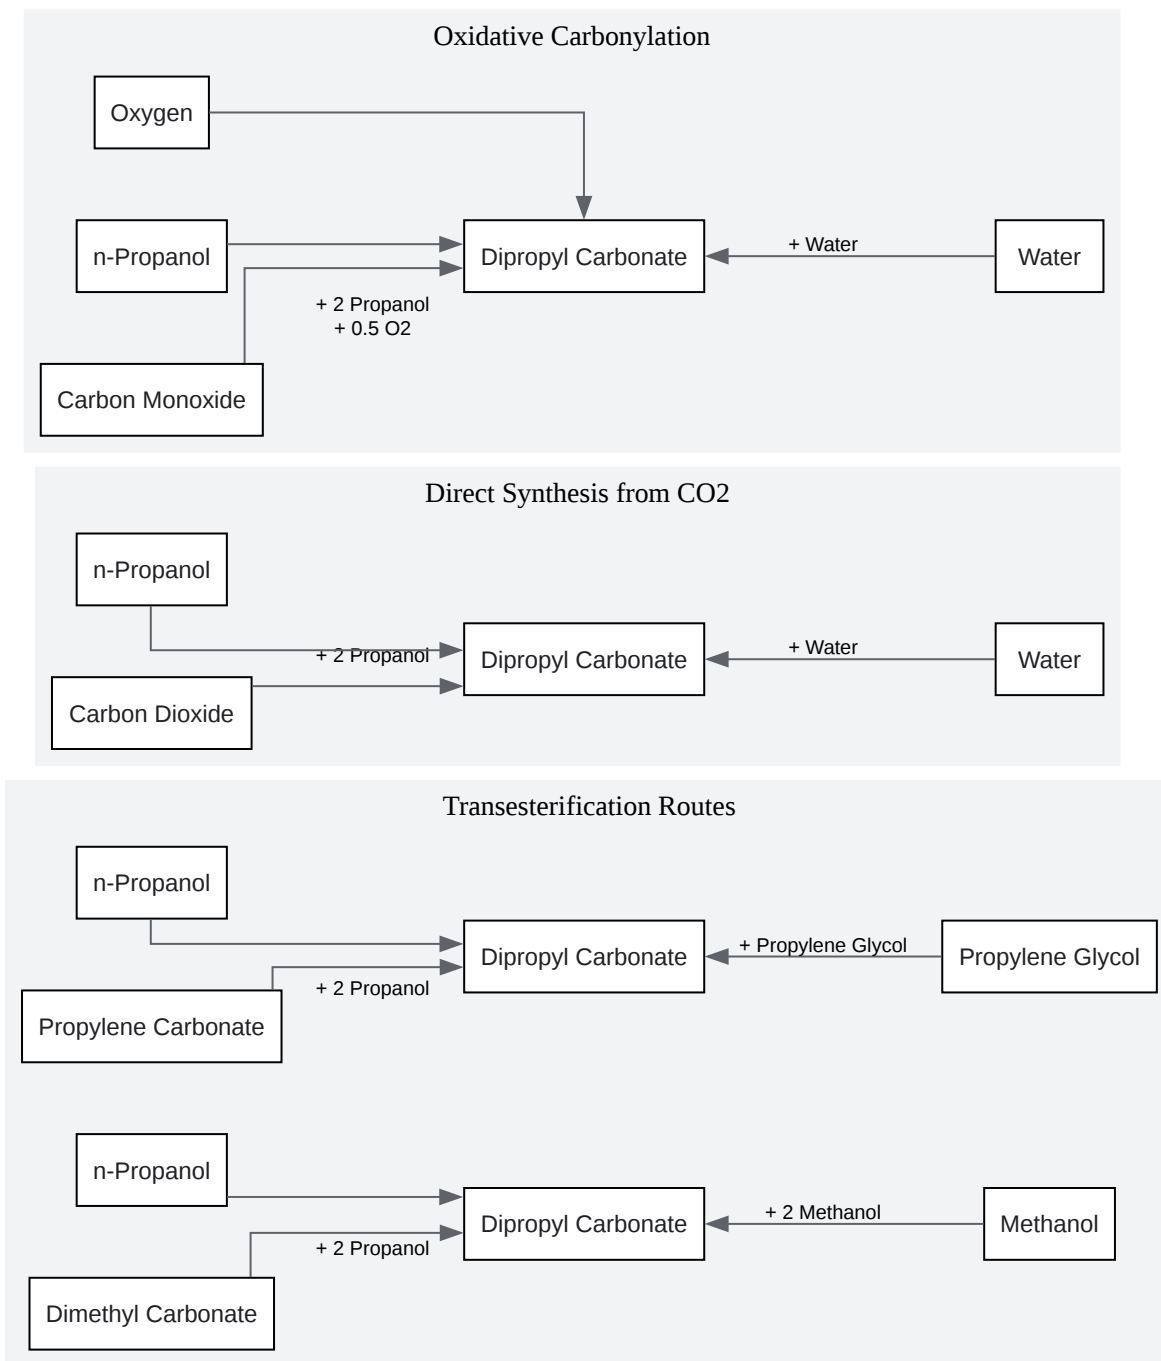 Oxidative Carbonylation
Oxygen
n-Propanol
Dipropyl Carbonate
+ Water
Water
+ 2 Propanol
+ 0.5 O2
Carbon Monoxide
Direct Synthesis from CO2
n-Propanol
+ 2 Propanol
Dipropyl Carbonate
+ Water
Water
Carbon Dioxide
Transesterification Routes
n-Propanol
Dipropyl Carbonate
+ Propylene Glycol
Propylene Glycol
+ 2 Propanol
Propylene Carbonate
n-Propanol
Dipropyl Carbonate
+ 2 Methanol
Methanol
+ 2 Propanol
Dimethyl Carbonate